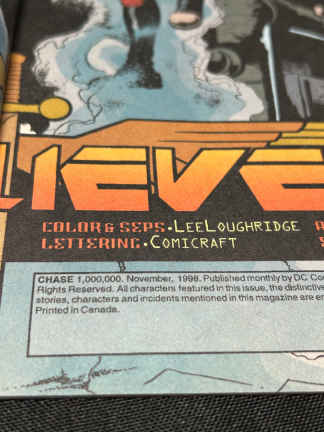 LIEVE
COLOR & SEPS • LEELOUGHRIDGE
LETTERING • COMICRAFT
CHASE 1,000,000. November, 1998. Published monthly by DC Co
Rights Reserved. All characters featured in this issue, the distinctive
stories, characters and incidents mentioned in this magazine are en
Printed in Canada.